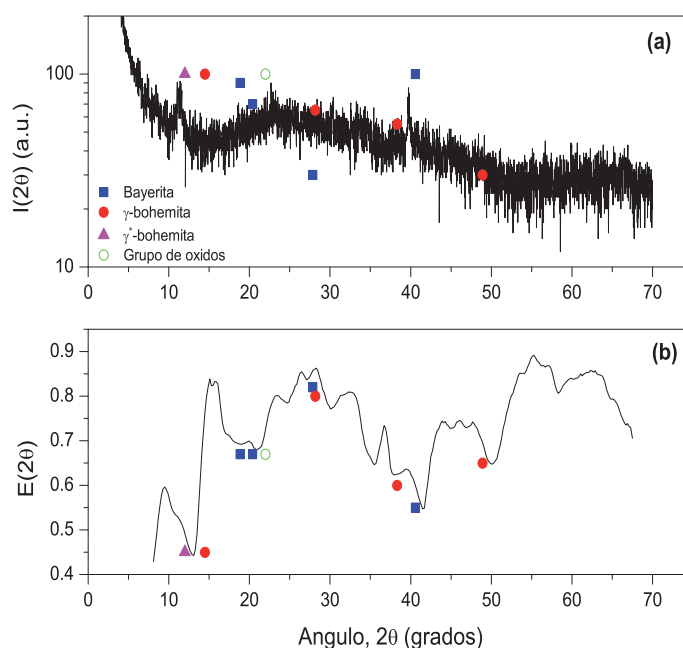 (a)
I(2θ) (a.u.)
100
10
Bayerita
γ-bohemita
γ*-bohemita
Grupo de oxidos
0 10 20 30 40 50 60 70
(b)
E(2θ)
0.9
0.8
0.7
0.6
0.5
0.4
0 10 20 30 40 50 60 70
Angulo, 2θ (grados)